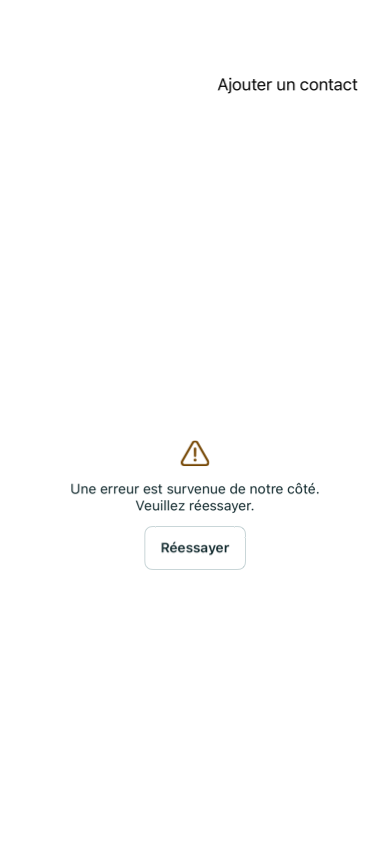 Ajouter un contact
Une erreur est survenue de notre côté.
Veuillez réessayer.
Réessayer